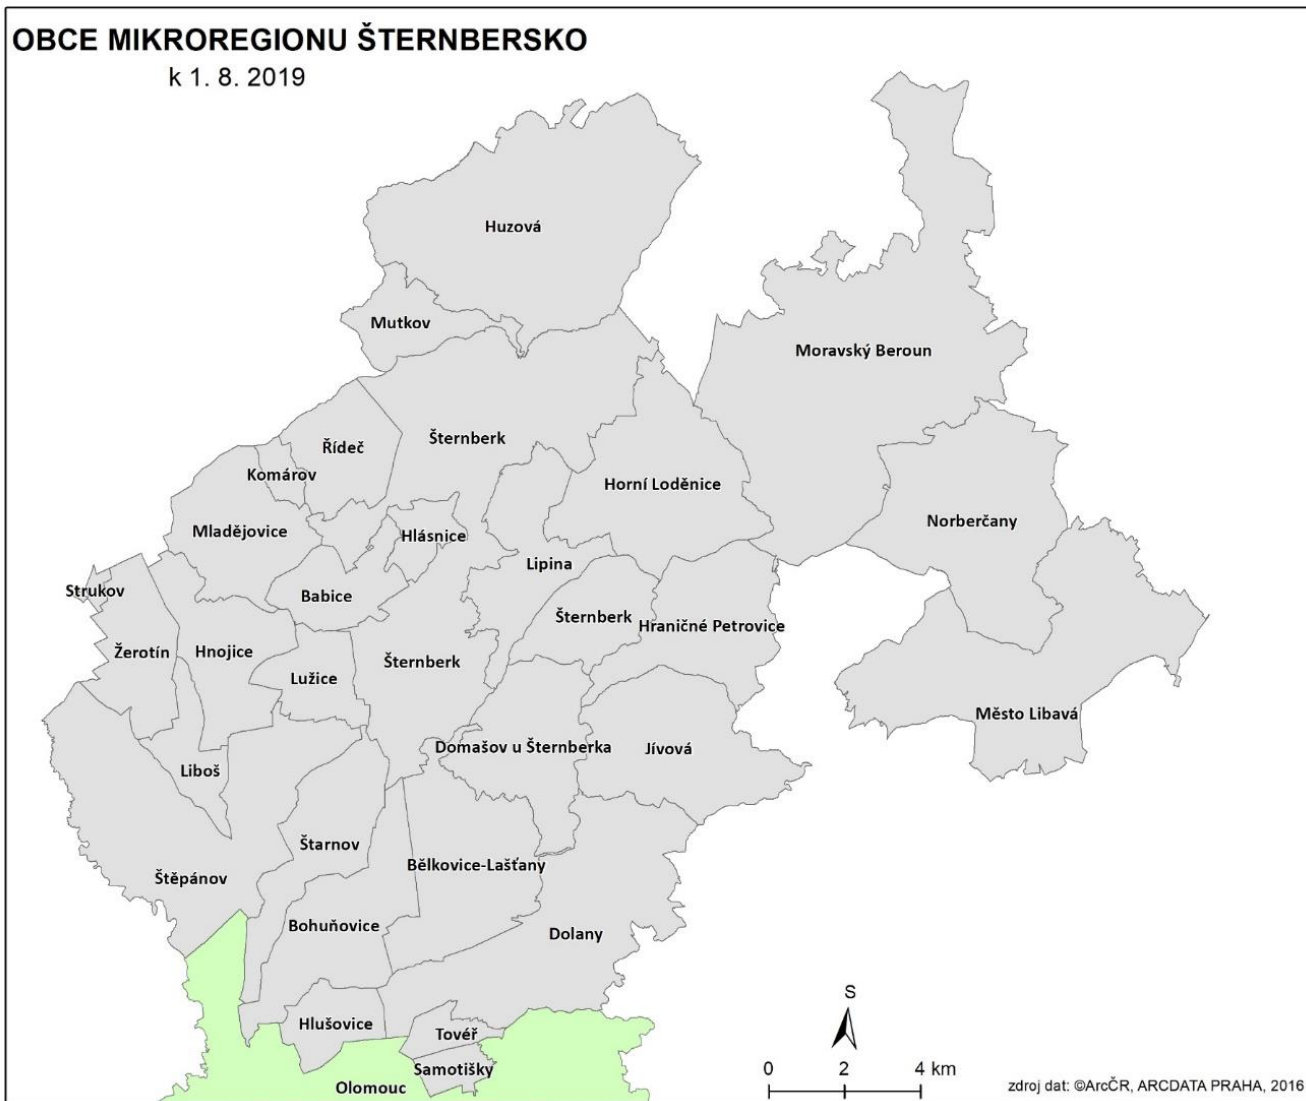 OBCE MIKROREGIONU ŠTERNBERSKO
k 1. 8. 2019
Huzová
Mutkov
Moravský Beroun
Řídeč
Šternberk
Komárov
Horní Loděnice
Mladějovice
Hlásnice
Norberčany
Lipina
Strukov
Babice
Šternberk
Hraničné Petrovice
Žerotín
Hnojice
Šternberk
Lužice
Město Libavá
Domašov u Šternberka
Jívová
Liboš
Štarnov
Bělkovice-Lašťany
Štěpánov
Bohuňovice
Dolany
Hlušovice
Tověř
Samotišky
Olomouc
S
0 2 4 km
zdroj dat: ©ArcČR, ARCDATA PRAHA, 2016